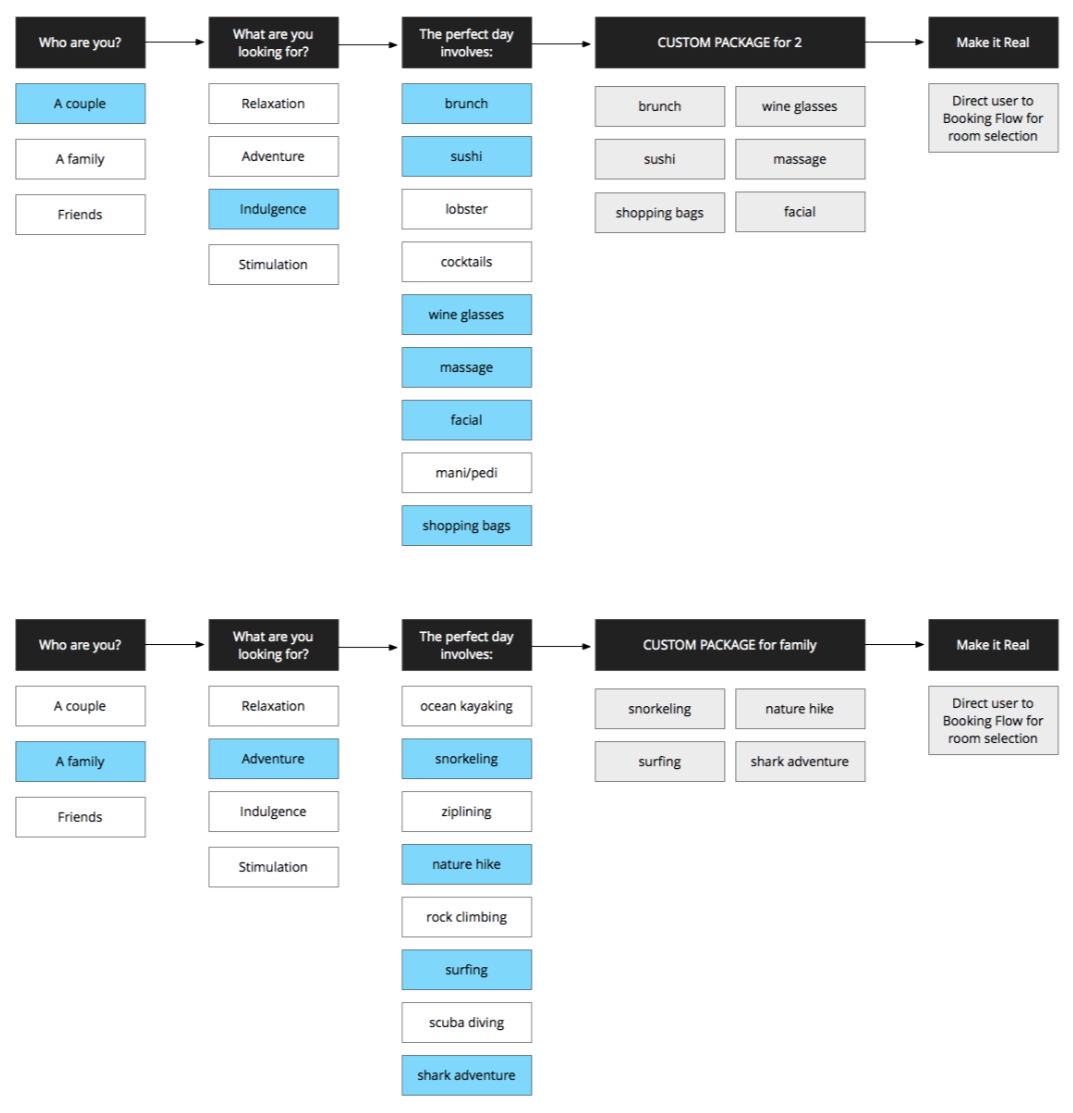 Who are you?
What are you
looking for?
The perfect day
involves:
CUSTOM PACKAGE for 2
Make it Real
A couple
A family
Friends
Relaxation
Adventure
Indulgence
Stimulation
brunch
sushi
lobster
cocktails
wine glasses
massage
facial
mani/pedi
shopping bags
brunch
wine glasses
sushi
massage
shopping bags
facial
Direct user to
Booking Flow for
room selection
Who are you?
What are you
looking for?
The perfect day
involves:
CUSTOM PACKAGE for family
Make it Real
A couple
A family
Friends
Relaxation
Adventure
Indulgence
Stimulation
ocean kayaking
snorkeling
ziplining
nature hike
rock climbing
surfing
scuba diving
shark adventure
snorkeling
nature hike
surfing
shark adventure
Direct user to
Booking Flow for
room selection